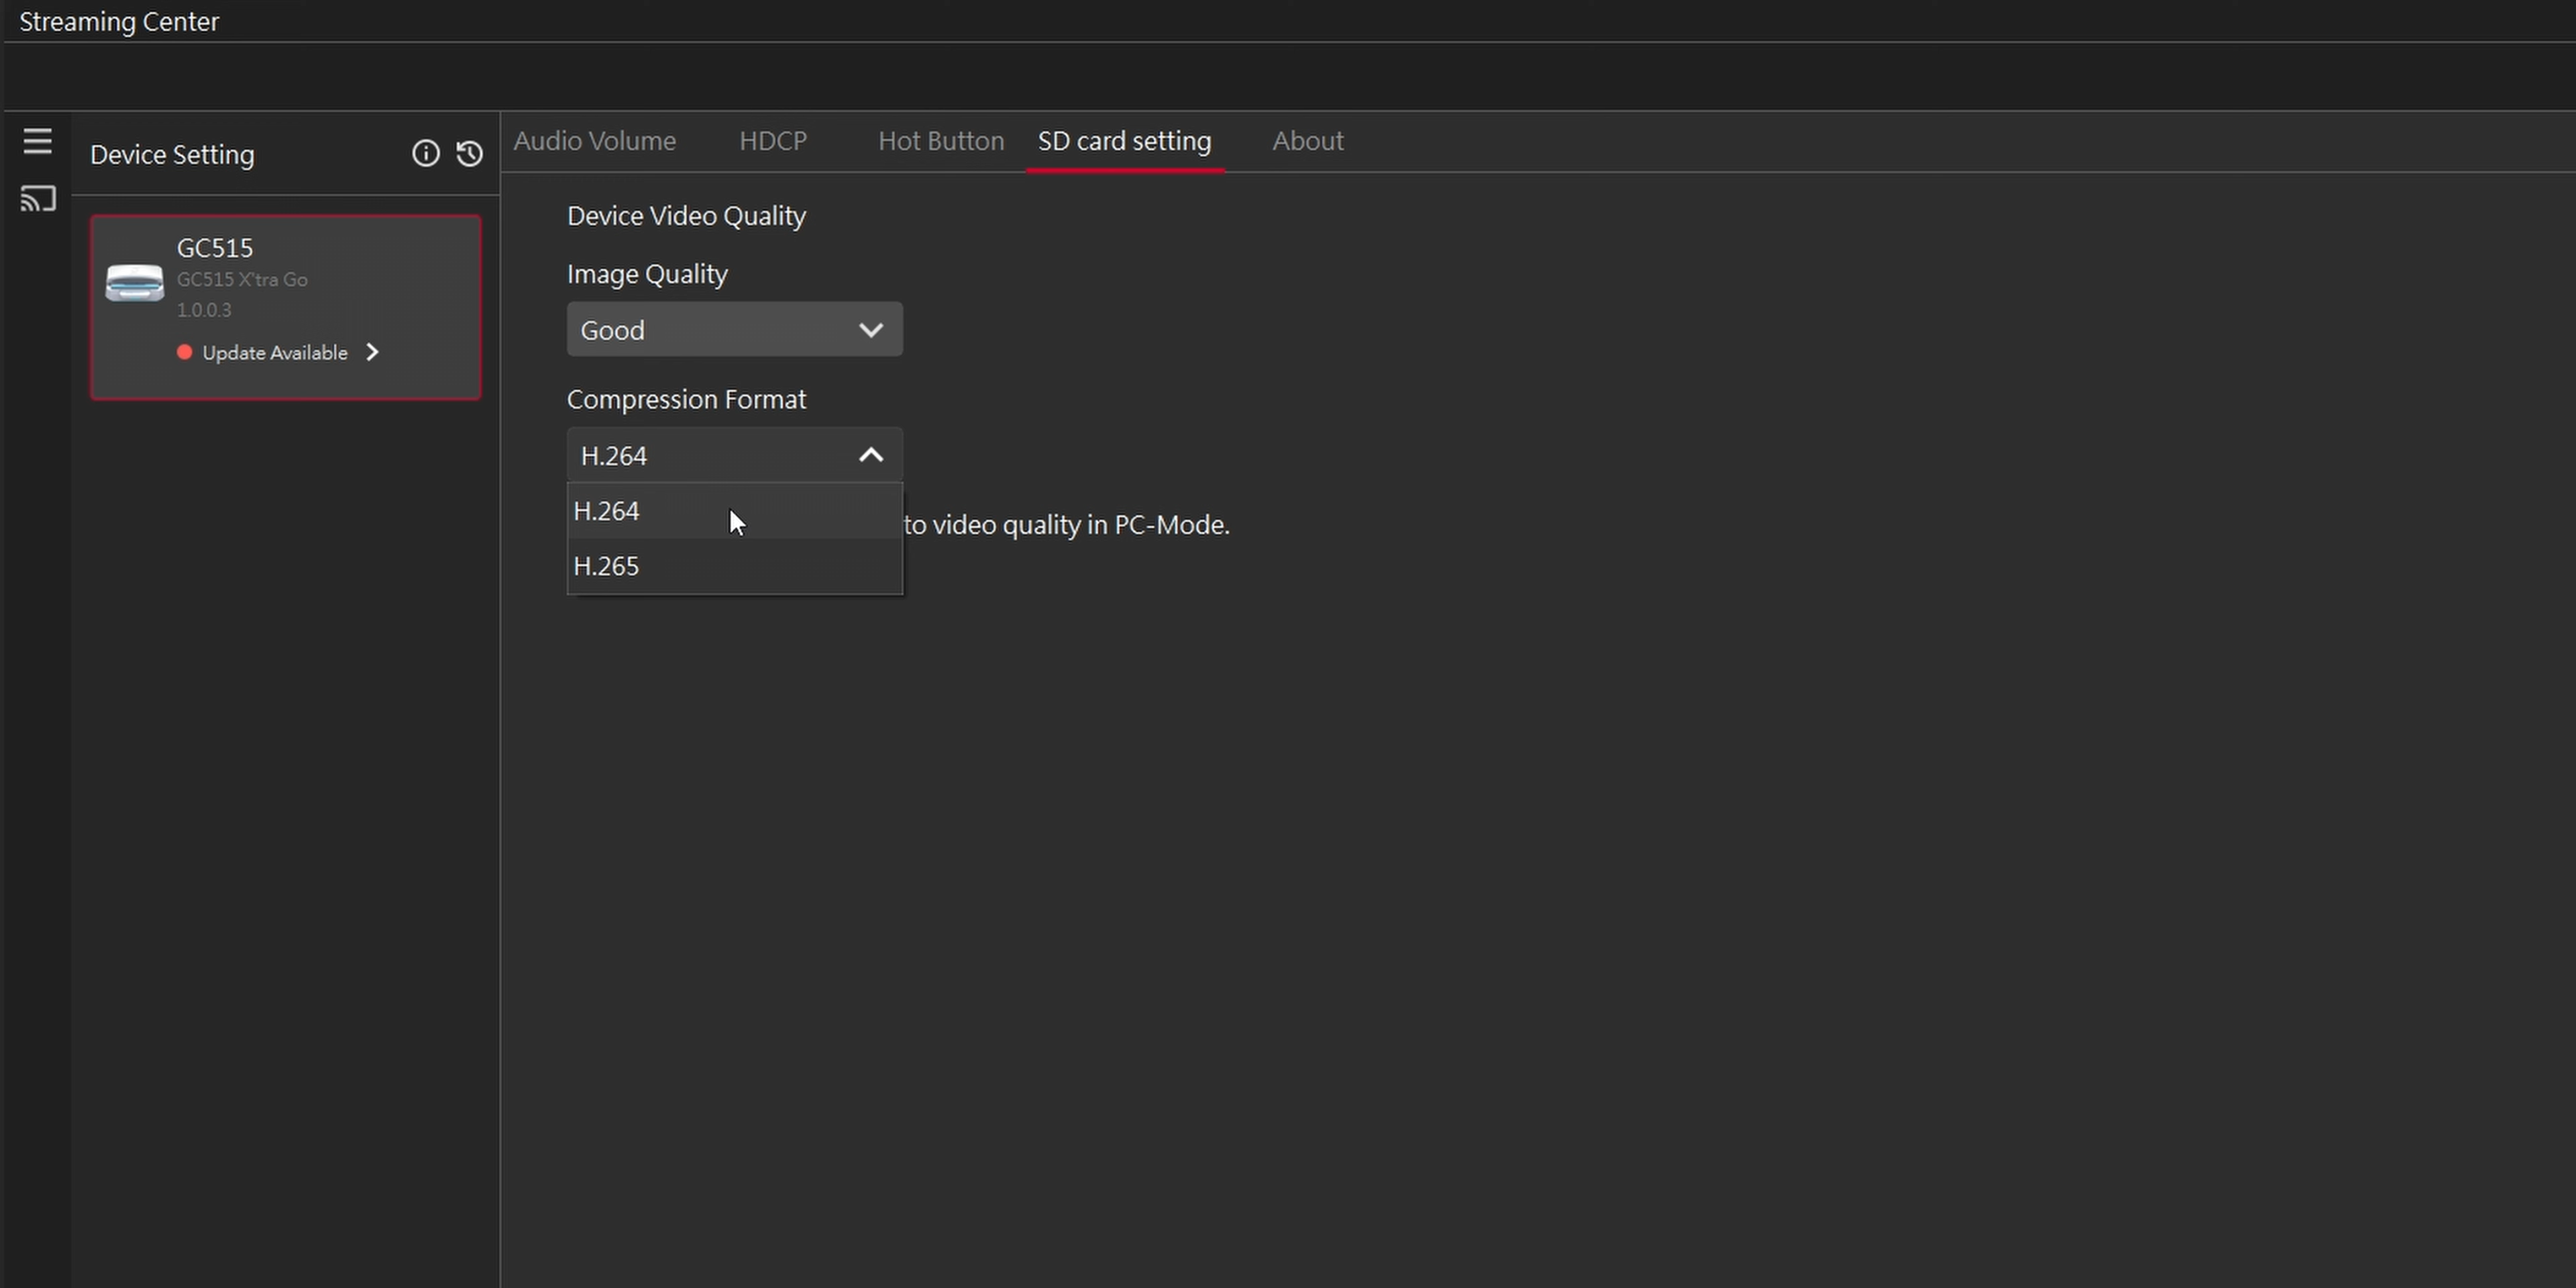 Streaming Center
Device Setting
GC515
GC515 X'tra Go
1.0.0.3
Update Available
Audio Volume HDCP Hot Button SD card setting About
Device Video Quality
Image Quality
Good
Compression Format
H.264
H.264
to video quality in PC-Mode.
H.265